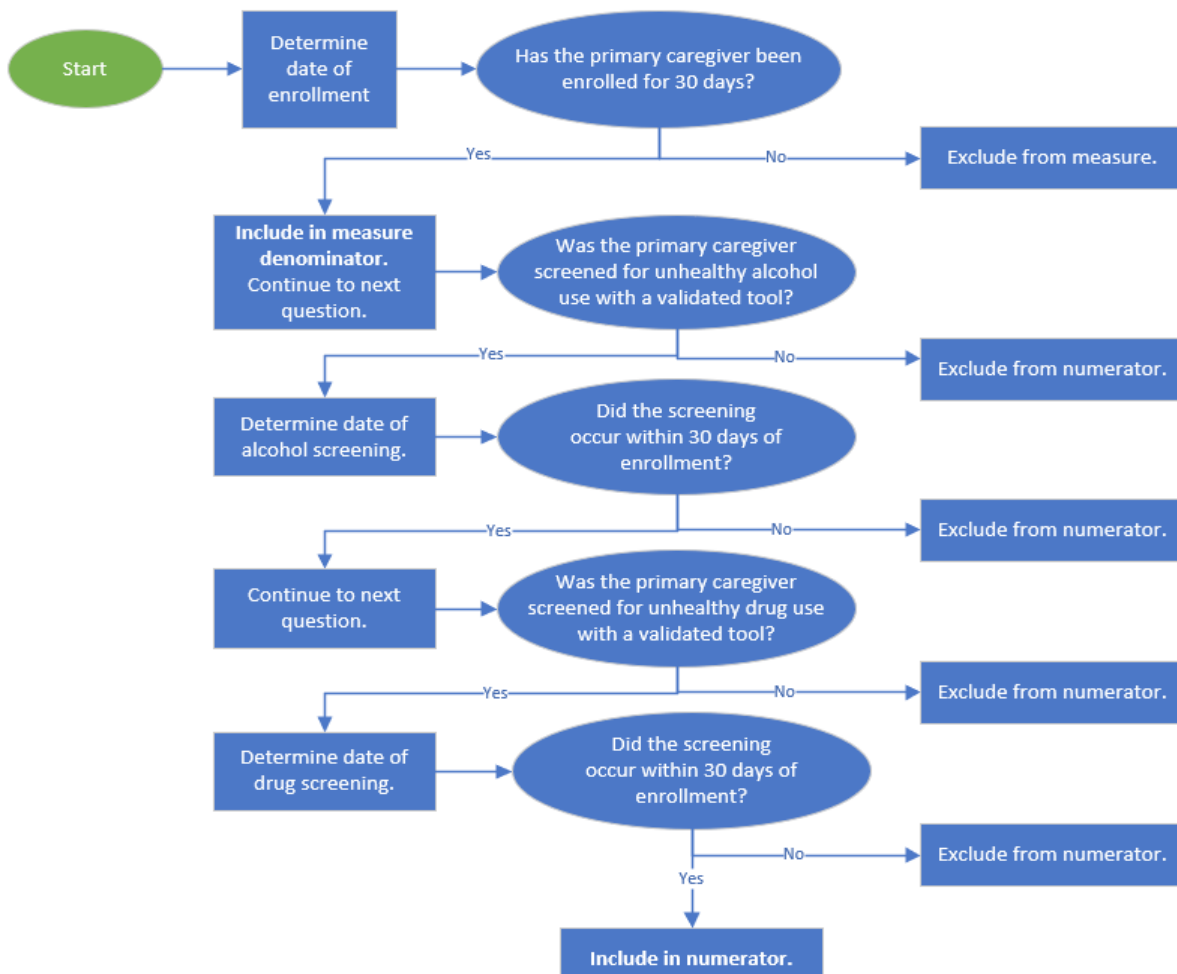 Start
Determine
date of
enrollment
Has the primary caregiver been
enrolled for 30 days?
Yes
No
Exclude from measure.
Include in measure
denominator.
Continue to next
question.
Was the primary caregiver
screened for unhealthy alcohol
use with a validated tool?
Yes
No
Exclude from numerator.
Determine date of
alcohol screening.
Did the screening
occur within 30 days of
enrollment?
Yes
No
Exclude from numerator.
Continue to next
question.
Was the primary caregiver
screened for unhealthy drug use
with a validated tool?
Yes
No
Exclude from numerator.
Determine date of
drug screening.
Did the screening
occur within 30 days of
enrollment?
No
Exclude from numerator.
Yes
Include in numerator.